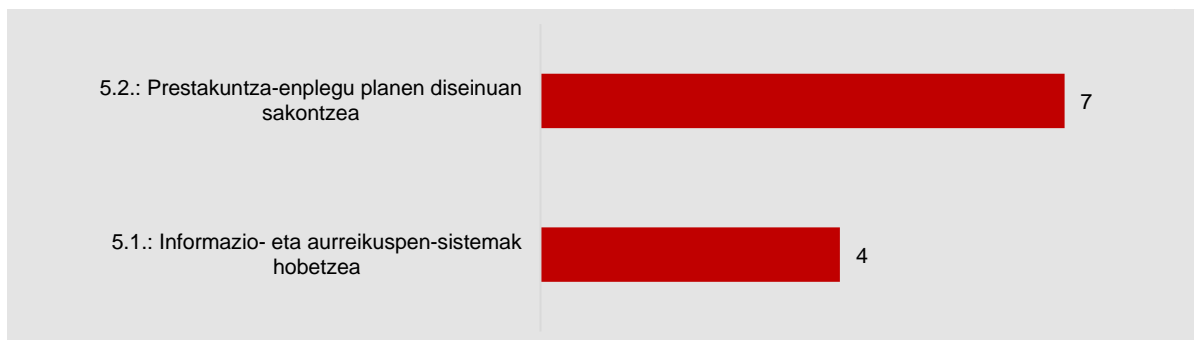 5.2.: Prestakuntza-enplegu planen diseinuan
sakontzea
7
5.1.: Informazio- eta aurreikuspen-sistemak
hobetzea
4